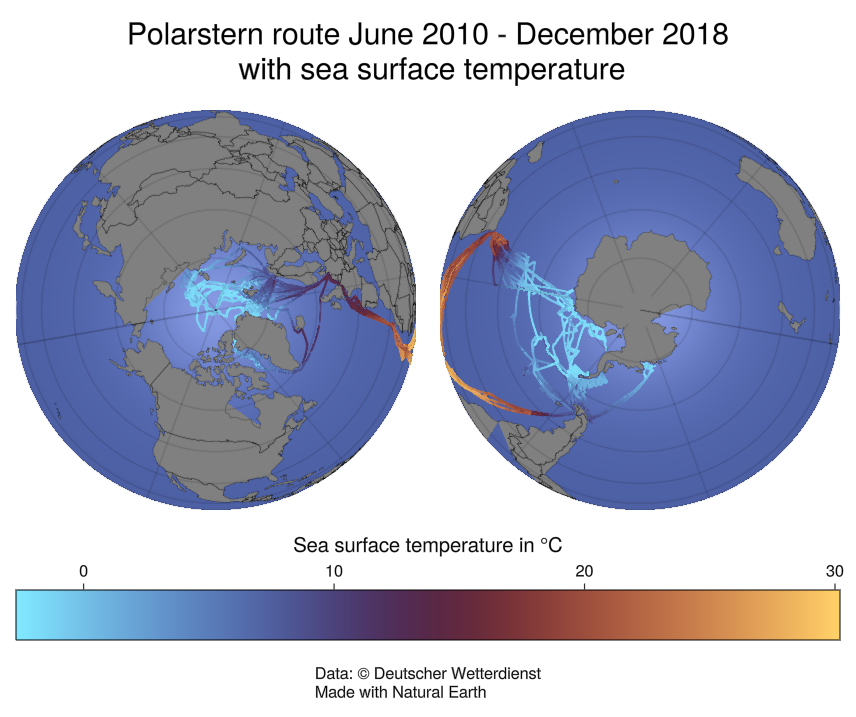 Polarstern route June 2010 - December 2018
with sea surface temperature
Sea surface temperature in °C
0 10 20 30
Data: © Deutscher Wetterdienst
Made with Natural Earth